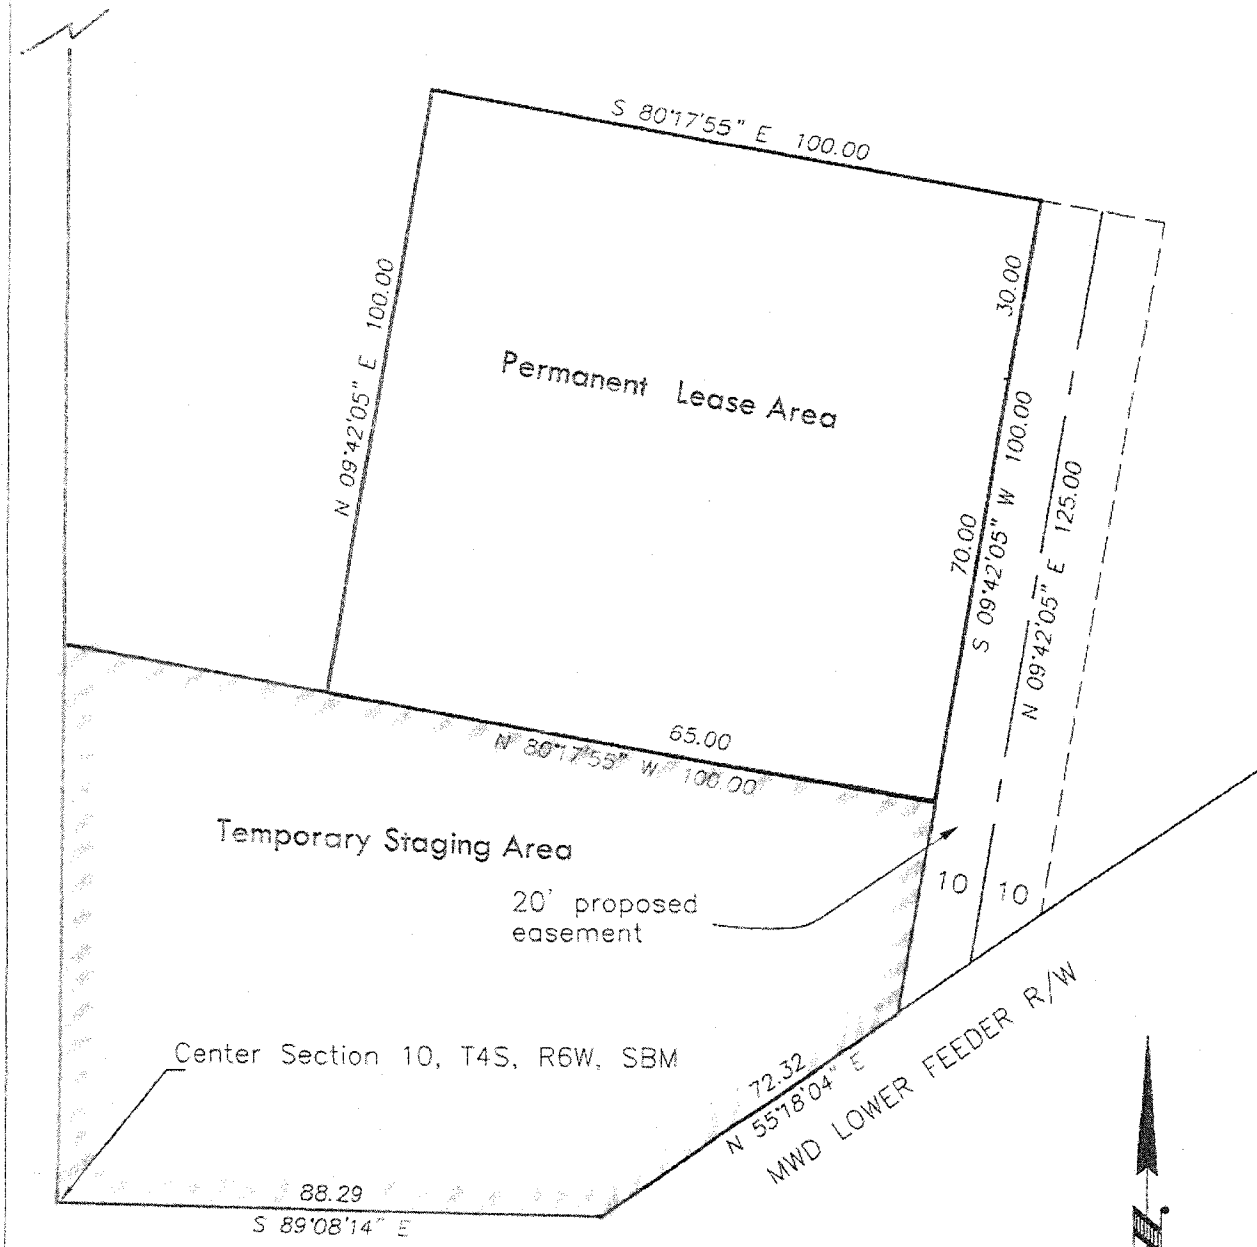 S 80°17'55" E 100.00
N 09°42'05" E 100.00
30.00
Permanent Lease Area
70.00
S 09°42'05" W 100.00
N 09°42'05" E 125.00
65.00
N 80°17'55" W 100.00
Temporary Staging Area
20' proposed
easement
10
10
Center Section 10, T4S, R6W, SBM
72.32
N 55°18'04" E
MWD LOWER FEEDER R/W
88.29
S 89°08'14" E